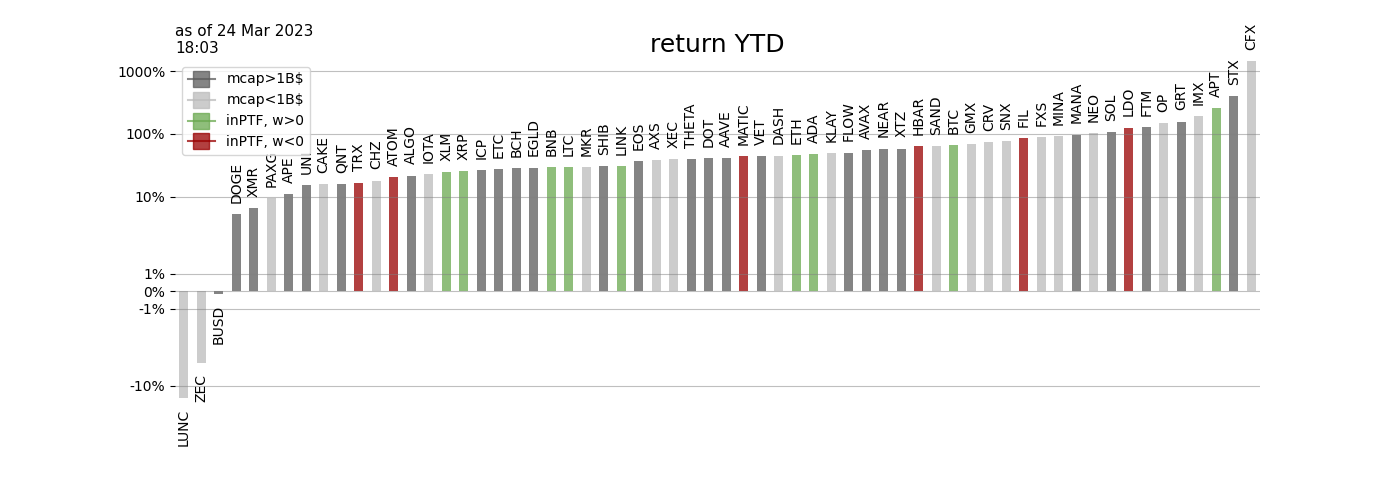 as of 24 Mar 2023
18:03
return YTD
1000%
100%
10%
1%
0%
-1%
-10%
mcap>1B$
mcap<1B$
inPTF, w>0
inPTF, w<0
LUNC
ZEC
BUSD
DOGE
XMR
PAXG
APE
CAKE
QNT
TRX
CHZ
ATOM
ALGO
IOTA
XLM
XRP
ICP
ETC
BCH
EGLD
BNB
LTC
MKR
SHIB
LINK
EOS
AXS
XEC
THETA
DOT
AAVE
MATIC
VET
DASH
ETH
ADA
KLAY
FLOW
AVAX
NEAR
XTZ
HBAR
SAND
BTC
GMX
CRV
SNX
FIL
FXS
MINA
MANA
NEO
SOL
LDO
FTM
OP
GRT
IMX
APT
STX
CFX